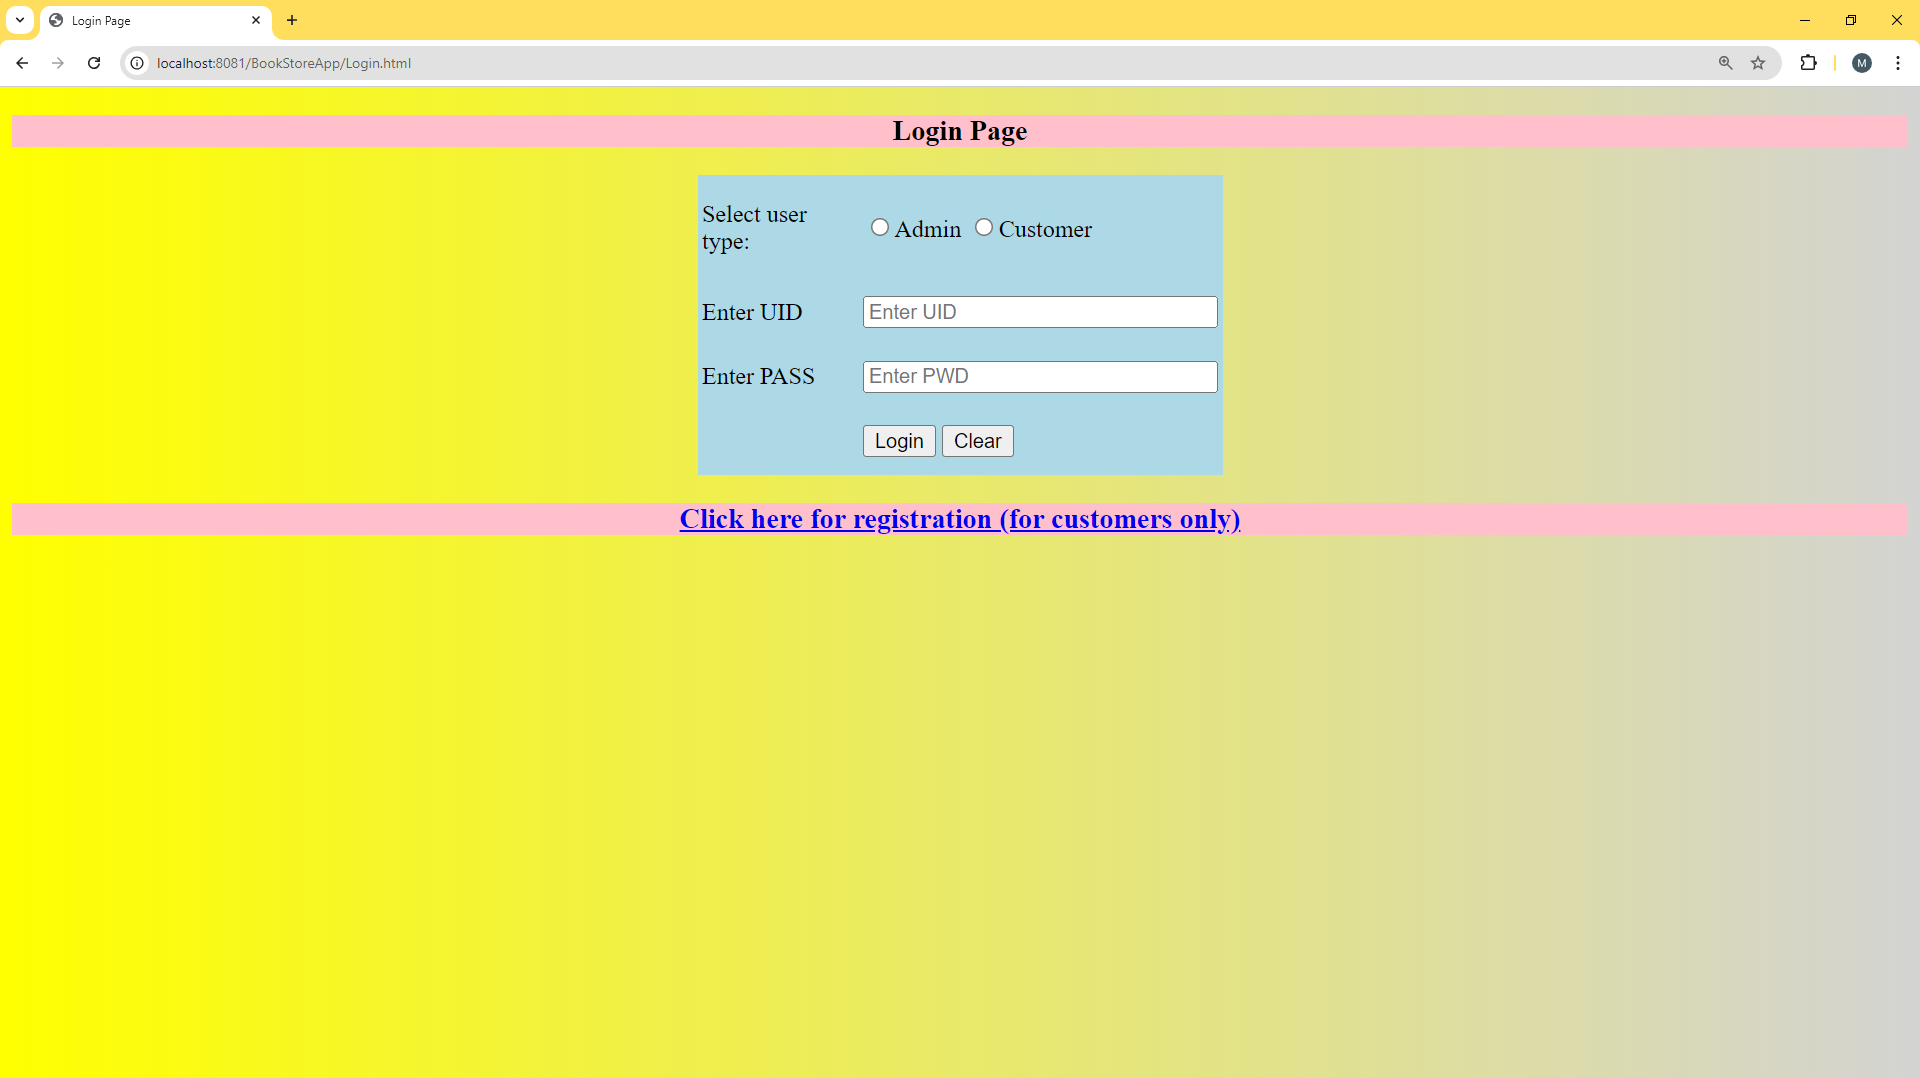 Login Page
localhost:8081/BookStoreApp/Login.html
M
Login Page
Select user
type:
Admin Customer
Enter UID Enter UID
Enter PASS Enter PWD
Login Clear
Click here for registration (for customers only)